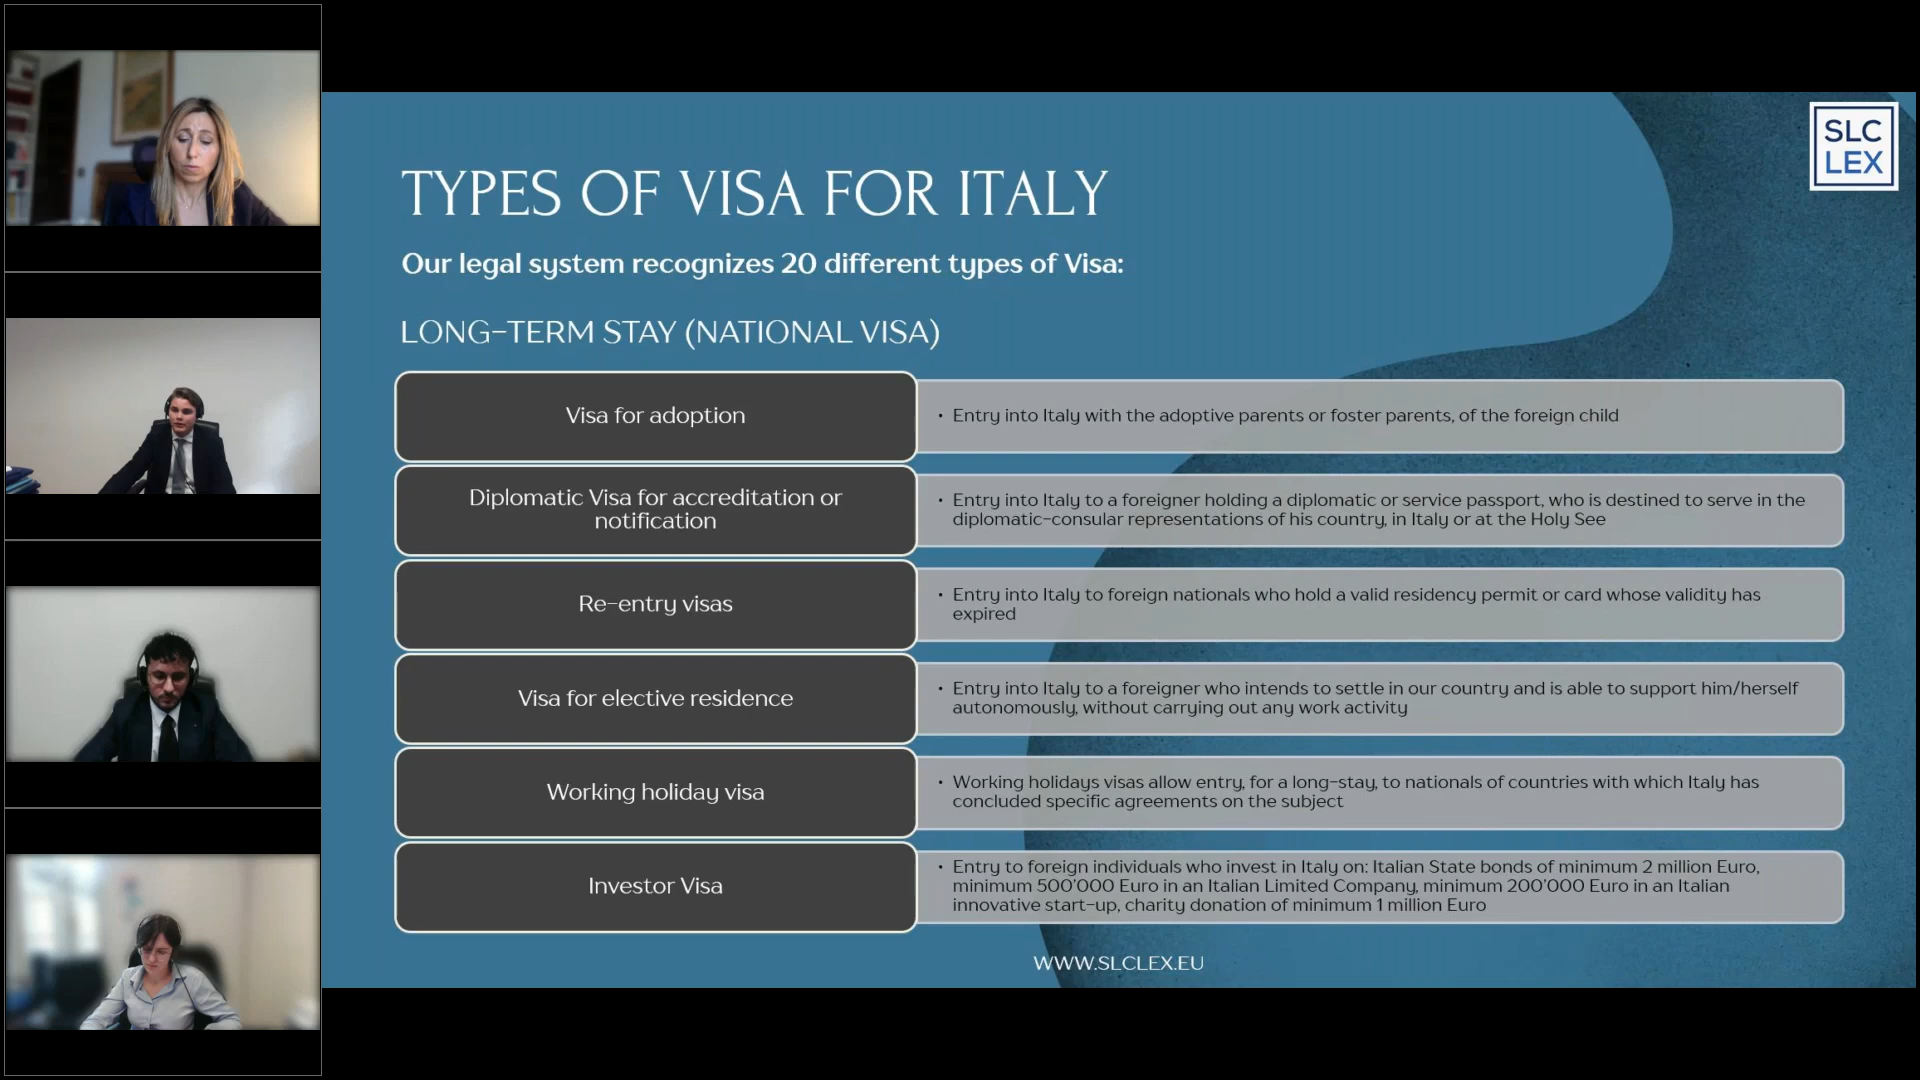 SLC
LEX
TYPES OF VISA FOR ITALY
Our legal system recognizes 20 different types of Visa:
LONG-TERM STAY (NATIONAL VISA)
Visa for adoption
• Entry into Italy with the adoptive parents or foster parents, of the foreign child
Diplomatic Visa for accreditation or
notification
• Entry into Italy to a foreigner holding a diplomatic or service passport, who is destined to serve in the
diplomatic-consular representations of his country, in Italy or at the Holy See
Re-entry visas
• Entry into Italy to foreign nationals who hold a valid residency permit or card whose validity has
expired
Visa for elective residence
• Entry into Italy to a foreigner who intends to settle in our country and is able to support him/herself
autonomously, without carrying out any work activity
Working holiday visa
• Working holidays visas allow entry, for a long-stay, to nationals of countries with which Italy has
concluded specific agreements on the subject
Investor Visa
• Entry to foreign individuals who invest in Italy on: Italian State bonds of minimum 2 million Euro,
minimum 500'000 Euro in an Italian Limited Company, minimum 200'000 Euro in an Italian
innovative start-up, charity donation of minimum 1 million Euro
WWW.SLCLEX.EU